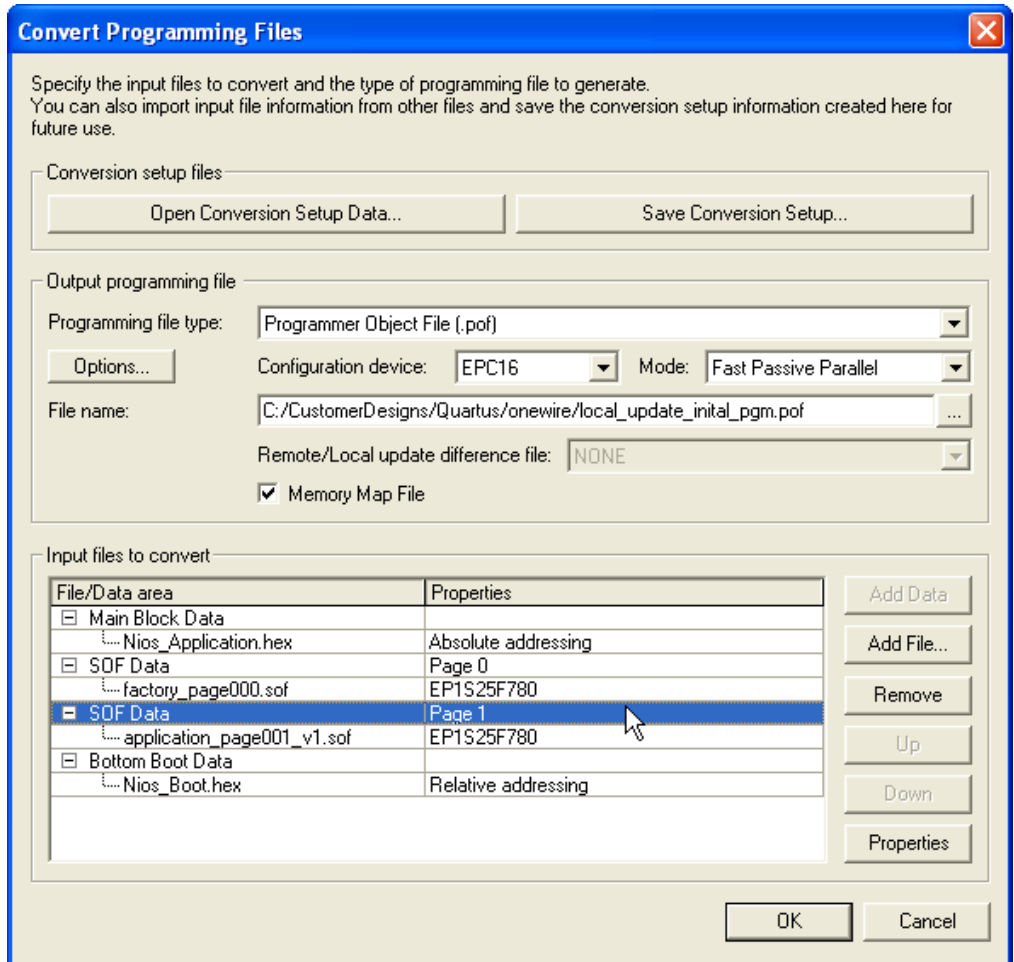 Convert Programming Files
Specify the input files to convert and the type of programming file to generate.
You can also import input file information from other files and save the conversion setup information created here for
future use.
Conversion setup files
Open Conversion Setup Data...
Save Conversion Setup...
Output programming file
Programming file type:
Programmer Object File (.pof)
Options...
Configuration device:
EPC16
Mode:
Fast Passive Parallel
File name:
C:/CustomerDesigns/Quartus/onewire/local_update_inital_pgm.pof
...
Remote/Local update difference file:
NONE
Memory Map File
Input files to convert
File/Data area Properties
Main Block Data
Nios_Application.hex Absolute addressing
SOF Data Page 0
factory_page000.sof EP1S25F780
SOF Data Page 1
application_page001_v1.sof EP1S25F780
Bottom Boot Data
Nios_Boot.hex Relative addressing
Add Data
Add File...
Remove
Up
Down
Properties
OK
Cancel